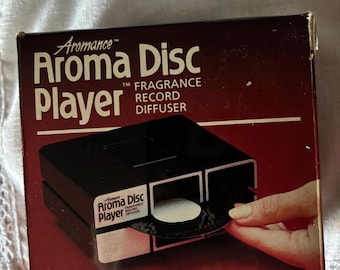 Aromance™
Aroma Disc
Player™ FRAGRANCE
RECORD
DIFFUSER
Aromance
Aroma Disc
Player